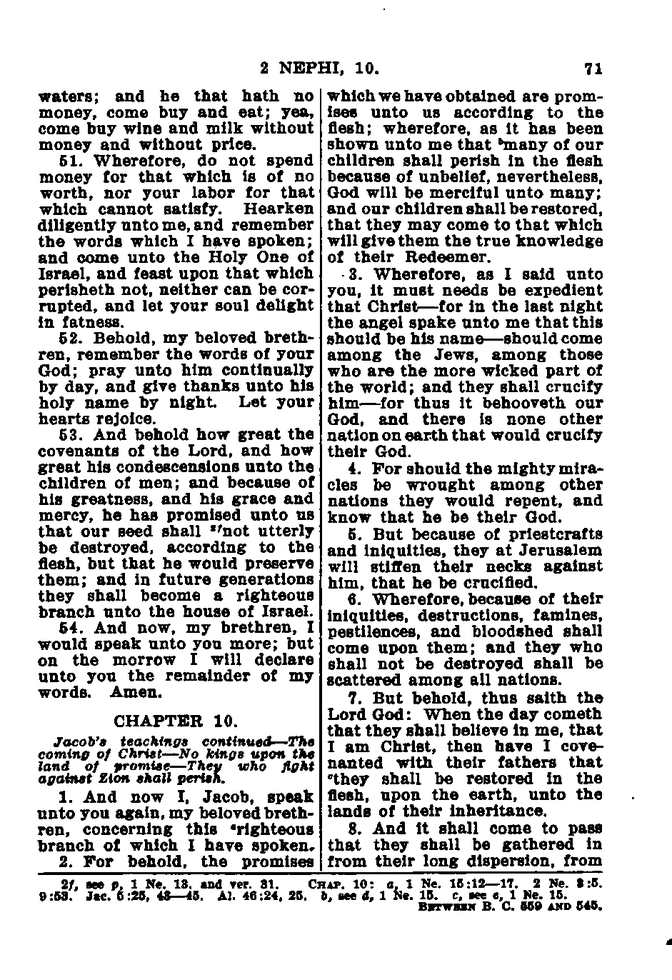 2 NEPHI, 10. 71
waters; and he that hath no
money, come buy and eat; yea,
come buy wine and milk without
money and without price.
51. Wherefore, do not spend
money for that which is of no
worth, nor your labor for that
which cannot satisfy. Hearken
diligently unto me, and remember
the words which I have spoken;
and come unto the Holy One of
Israel, and feast upon that which
perisheth not, neither can be cor-
rupted, and let your soul delight
in fatness.
52. Behold, my beloved breth-
ren, remember the words of your
God; pray unto him continually
by day, and give thanks unto his
holy name by night. Let your
hearts rejoice.
53. And behold how great the
covenants of the Lord, and how
great his condescensions unto the
children of men; and because of
his greatness, and his grace and
mercy, he has promised unto us
that our seed shall 2fnot utterly
be destroyed, according to the
flesh, but that he would preserve
them; and in future generations
they shall become a righteous
branch unto the house of Israel.
54. And now, my brethren, I
would speak unto you more; but
on the morrow I will declare
unto you the remainder of my
words. Amen.
CHAPTER 10.
Jacob's teachings continued—The
coming of Christ—No kings upon the
land of promise—They who fight
against Zion shall perish.
1. And now I, Jacob, speak
unto you again, my beloved breth-
ren, concerning this arighteous
branch of which I have spoken.
2. For behold, the promises
which we have obtained are prom-
ises unto us according to the
flesh; wherefore, as it has been
shown unto me that bmany of our
children shall perish in the flesh
because of unbelief, nevertheless,
God will be merciful unto many;
and our children shall be restored,
that they may come to that which
will give them the true knowledge
of their Redeemer.
3. Wherefore, as I said unto
you, it must needs be expedient
that Christ—for in the last night
the angel spake unto me that this
should be his name—should come
among the Jews, among those
who are the more wicked part of
the world; and they shall crucify
him—for thus it behooveth our
God, and there is none other
nation on earth that would crucify
their God.
4. For should the mighty mira-
cles be wrought among other
nations they would repent, and
know that he be their God.
5. But because of priestcrafts
and iniquities, they at Jerusalem
will stiffen their necks against
him, that he be crucified.
6. Wherefore, because of their
iniquities, destructions, famines,
pestilences, and bloodshed shall
come upon them; and they who
shall not be destroyed shall be
scattered among all nations.
7. But behold, thus saith the
Lord God: When the day cometh
that they shall believe in me, that
I am Christ, then have I cove-
nanted with their fathers that
cthey shall be restored in the
flesh, upon the earth, unto the
lands of their inheritance.
8. And it shall come to pass
that they shall be gathered in
from their long dispersion, from
2f, see p, 1 Ne. 13. and ver. 31. CHAP. 10: a, 1 Ne. 15:12—17. 2 Ne. 3:5.
9:53. Jac. 5:25, 43—45. Al. 46:24, 25. b, see d, 1 Ne. 15. c, see e, 1 Ne. 15.
BETWEEN B. C. 559 AND 545.